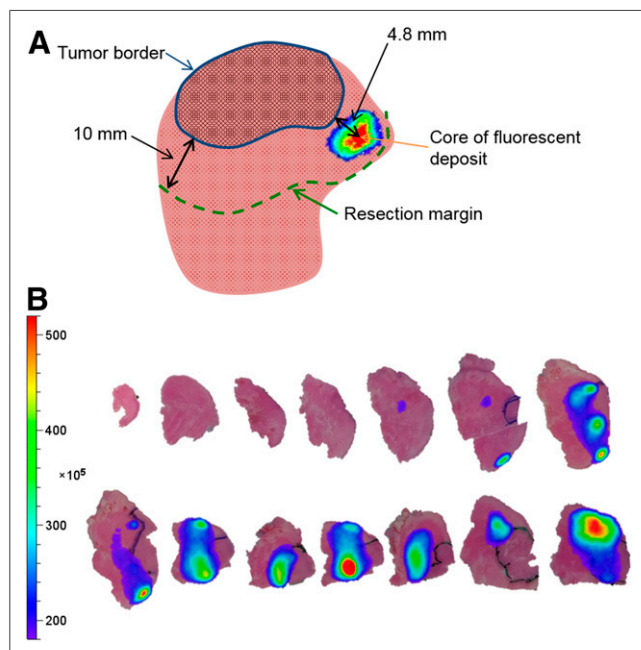 A
Tumor border
4.8 mm
10 mm
Core of fluorescent
deposit
Resection margin
B
500
400
×10⁵
300
200